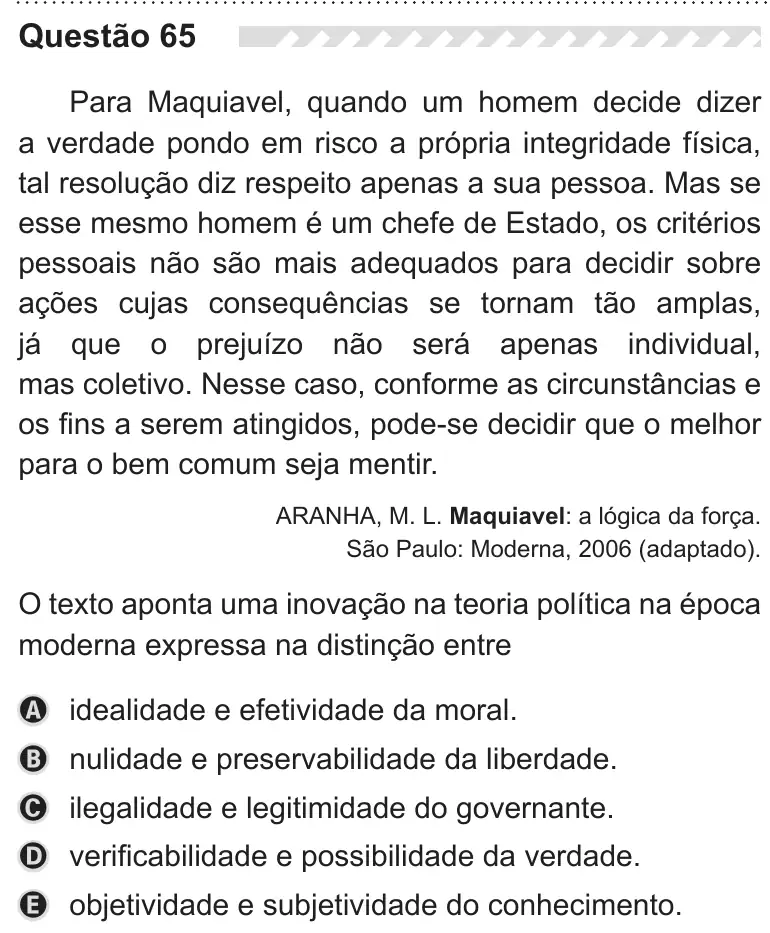 Questão 65
Para Maquiavel, quando um homem decide dizer
a verdade pondo em risco a própria integridade física,
tal resolução diz respeito apenas a sua pessoa. Mas se
esse mesmo homem é um chefe de Estado, os critérios
pessoais não são mais adequados para decidir sobre
ações cujas consequências se tornam tão amplas,
já que o prejuízo não será apenas individual,
mas coletivo. Nesse caso, conforme as circunstâncias e
os fins a serem atingidos, pode-se decidir que o melhor
para o bem comum seja mentir.
ARANHA, M. L. Maquiavel: a lógica da força.
São Paulo: Moderna, 2006 (adaptado).
O texto aponta uma inovação na teoria política na época
moderna expressa na distinção entre
A idealidade e efetividade da moral.
B nulidade e preservabilidade da liberdade.
C ilegalidade e legitimidade do governante.
D verificabilidade e possibilidade da verdade.
E objetividade e subjetividade do conhecimento.